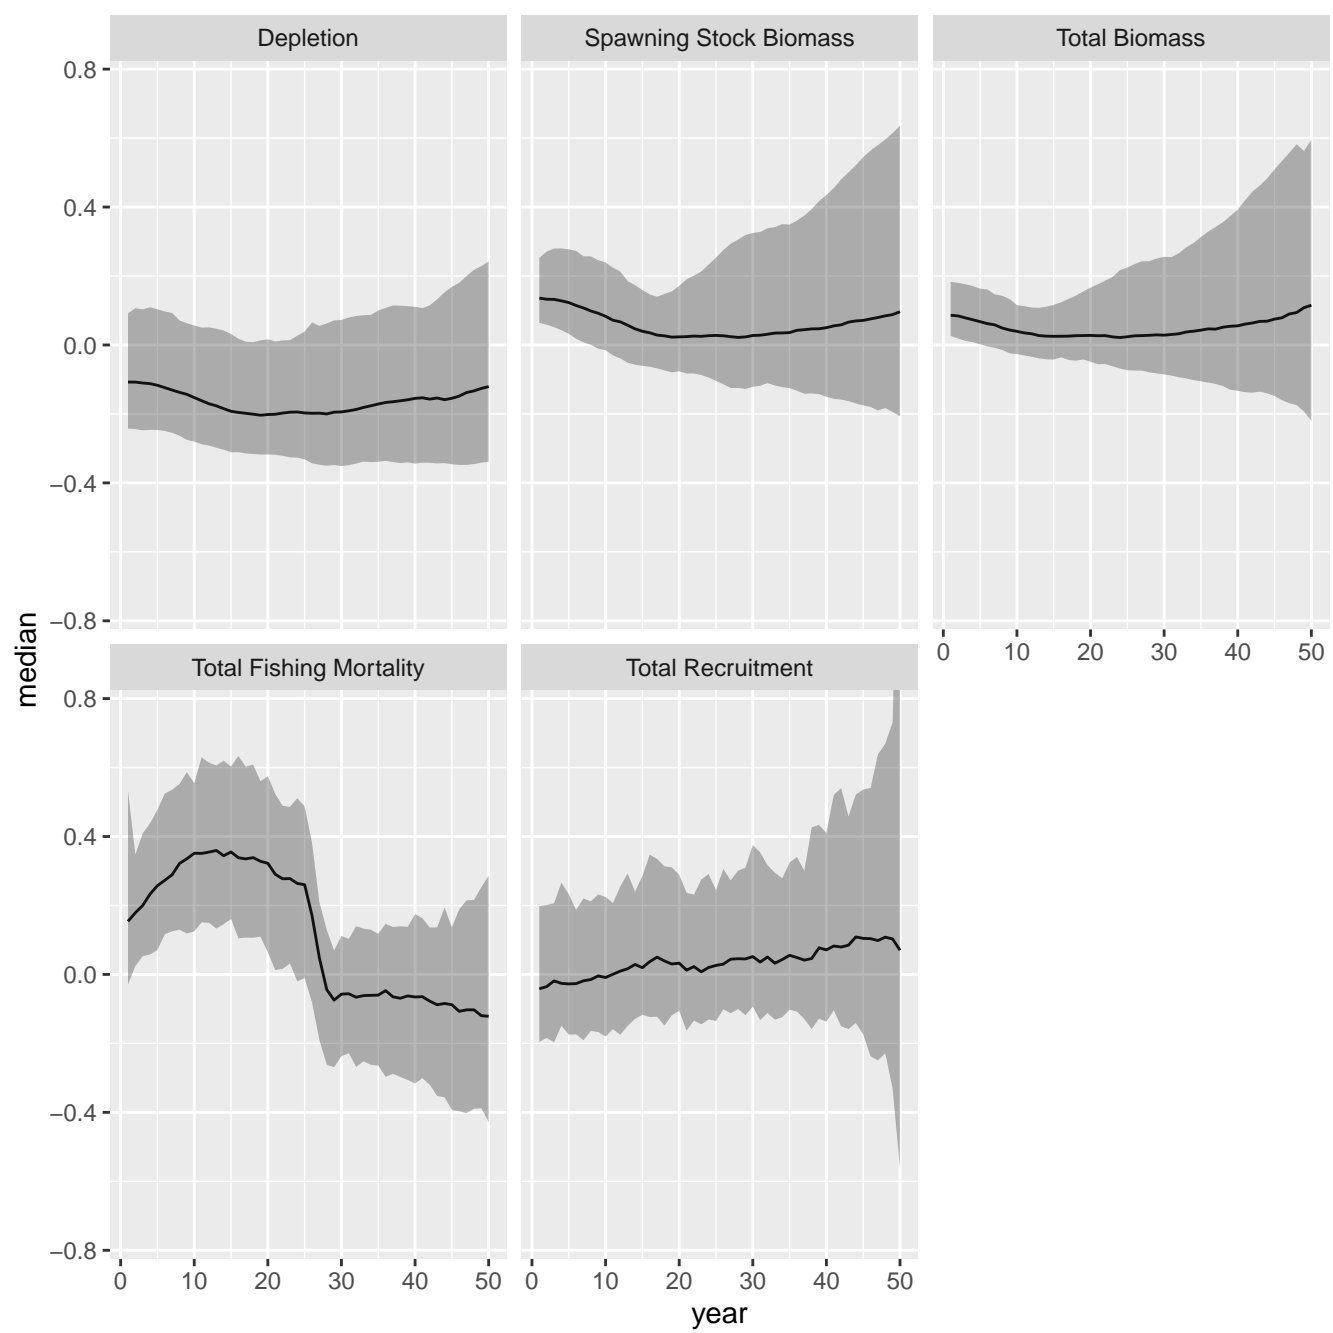 Depletion
Spawning Stock Biomass
Total Biomass
0.8
0.4
0.0
−0.4
−0.8
0 10 20 30 40 50
median
Total Fishing Mortality
Total Recruitment
0.8
0.4
0.0
−0.4
−0.8
0 10 20 30 40 50
0 10 20 30 40 50
year